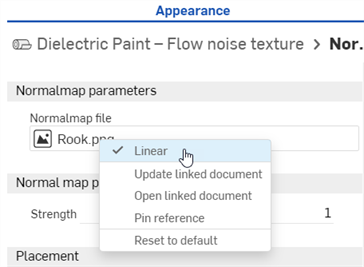 Appearance
Dielectric Paint – Flow noise texture > Nor.
Normalmap parameters
Normalmap file
Rook.png
Linear
Update linked document
Normal map p
Open linked document
Pin reference
Strength
1
Reset to default
Placement